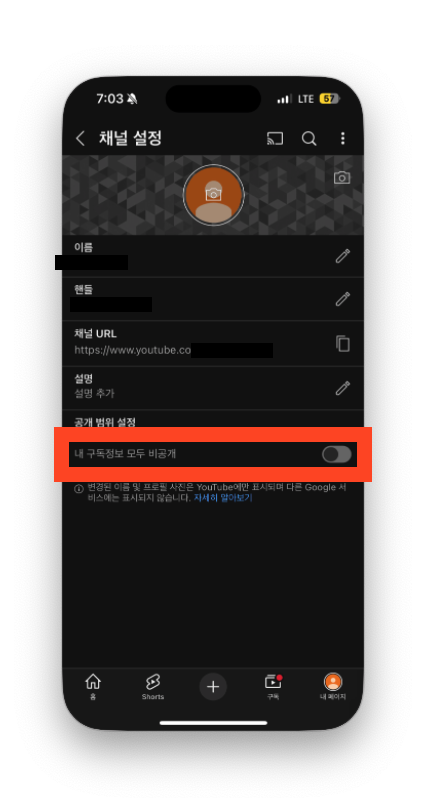 7:03
LTE 57
채널 설정
이름
핸들
채널 URL
https://www.youtube.co
설명
설명 추가
공개 범위 설정
내 구독정보 모두 비공개
변경된 이름 및 프로필 사진은 YouTube에만 표시되며 다른 Google 서
비스에는 표시되지 않습니다. 자세히 알아보기
홈
Shorts
구독
내 페이지